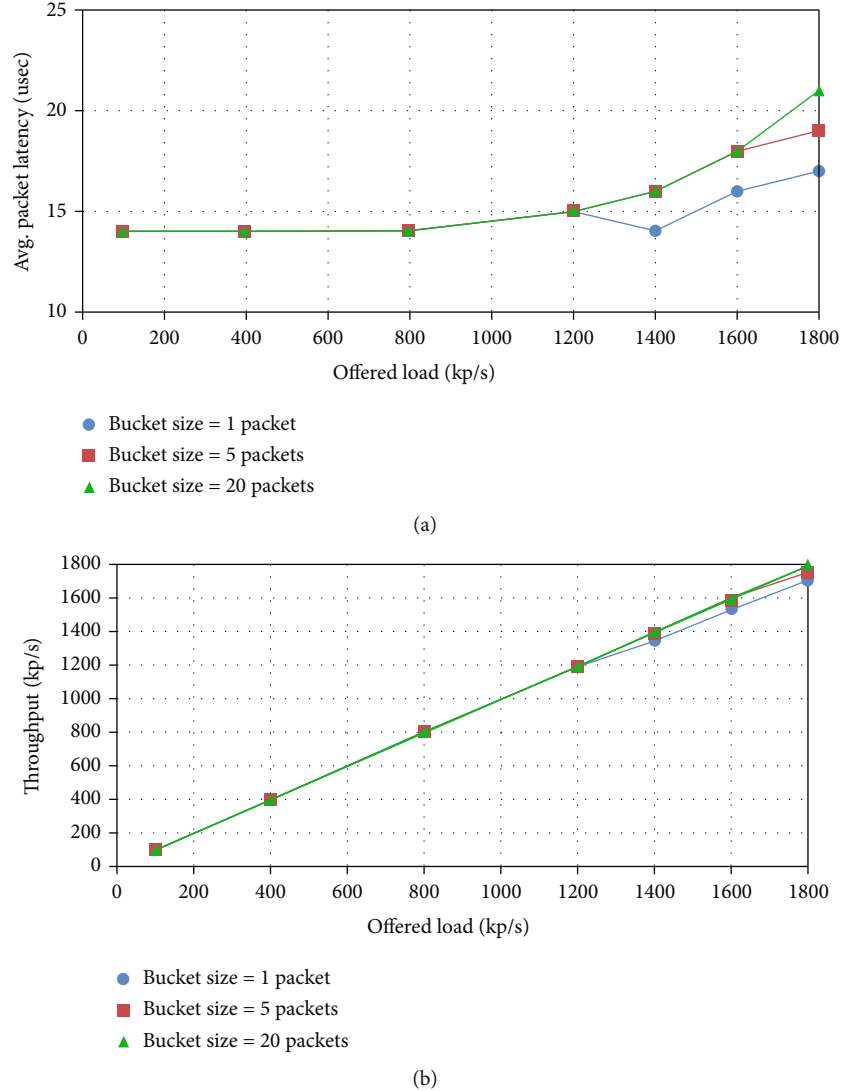 25
20
15
10
Avg. packet latency (usec)
0 200 400 600 800 1000 1200 1400 1600 1800
Offered load (kp/s)
Bucket size = 1 packet
Bucket size = 5 packets
Bucket size = 20 packets
(a)
1800
1600
1400
1200
800
600
400
200
0
Throughput (kp/s)
0 200 400 600 800 1000 1200 1400 1600 1800
Offered load (kp/s)
Bucket size = 1 packet
Bucket size = 5 packets
Bucket size = 20 packets
(b)